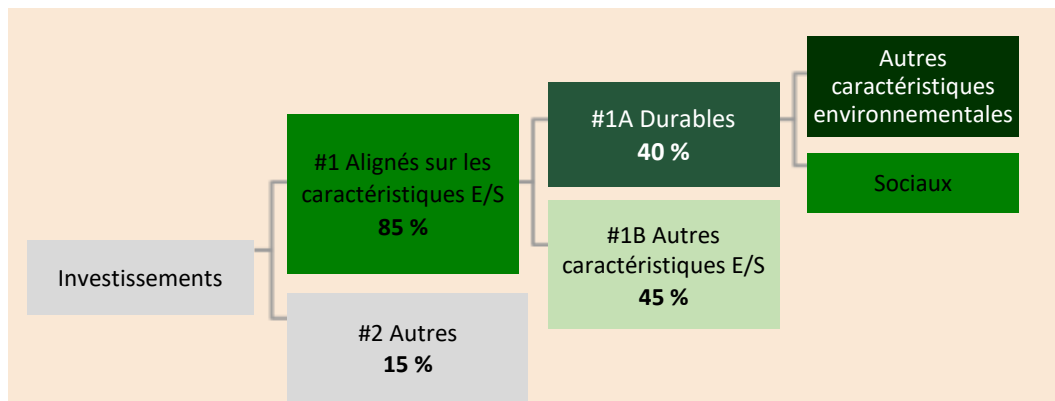 Investissements
#1 Alignés sur les
caractéristiques E/S
85 %
#2 Autres
15 %
#1A Durables
40 %
#1B Autres
caractéristiques E/S
45 %
Autres
caractéristiques
environnementales
Sociaux